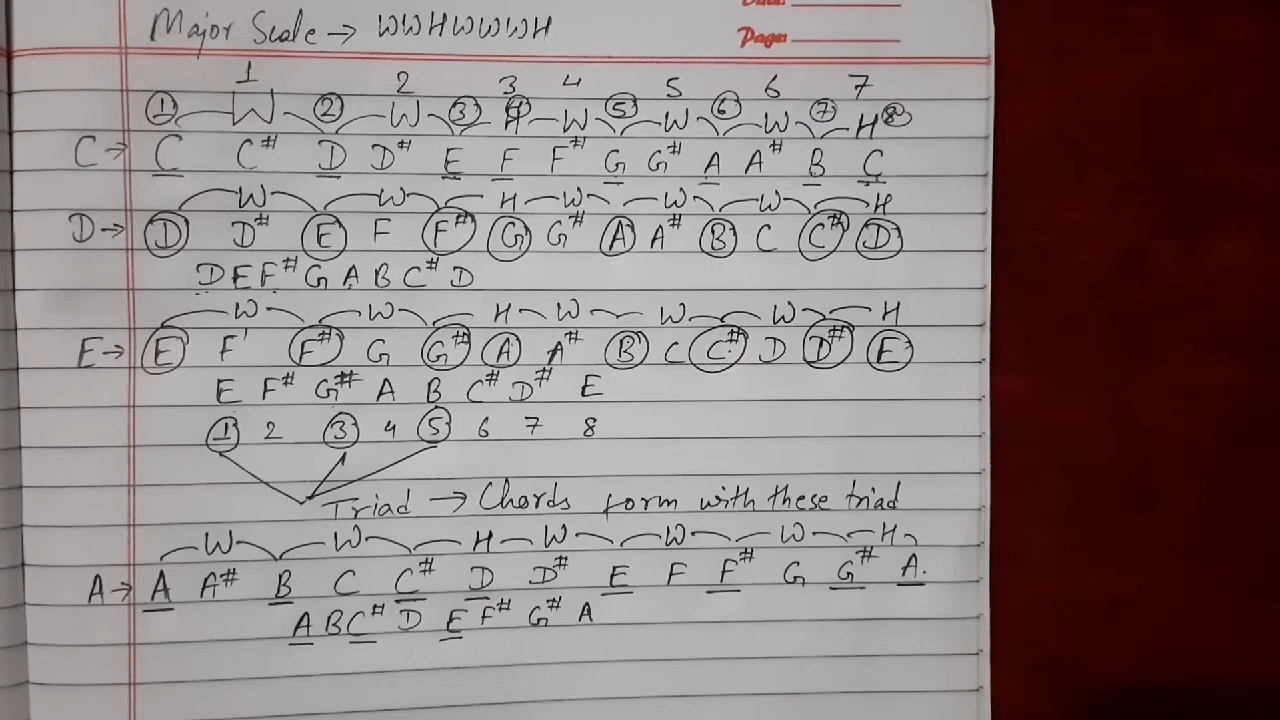 Major Scale → WWHWWWH
Page:
1 2 3 4 5 6 7
① W ② W ③ H ④ W ⑤ W ⑥ W ⑦ H ⑧
C → C C# D D# E F F# G G# A A# B C
W W H W W W H
D → D D# E F F# G G# A A# B C C# D
D E F# G A B C# D
W W H W W W H
E → E F F# G G# A A# B C C# D D# E
E F# G# A B C# D# E
① 2 ③ 4 ⑤ 6 7 8
Triad → Chords form with these triad
W W H W W W H
A → A A# B C C# D D# E F F# G G# A.
A B C# D E F# G# A